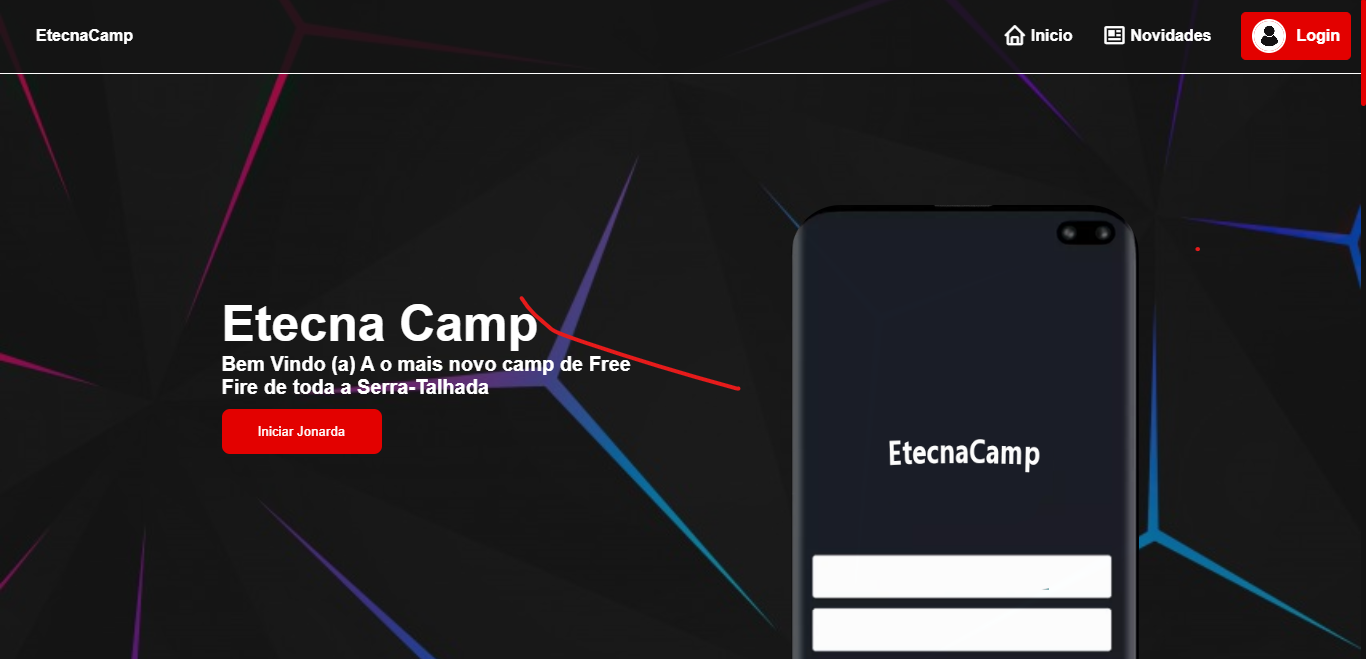 EtecnaCamp
Inicio
Novidades
Login
Etecna Camp
Bem Vindo (a) A o mais novo camp de Free
Fire de toda a Serra-Talhada
Iniciar Jonarda
EtecnaCamp